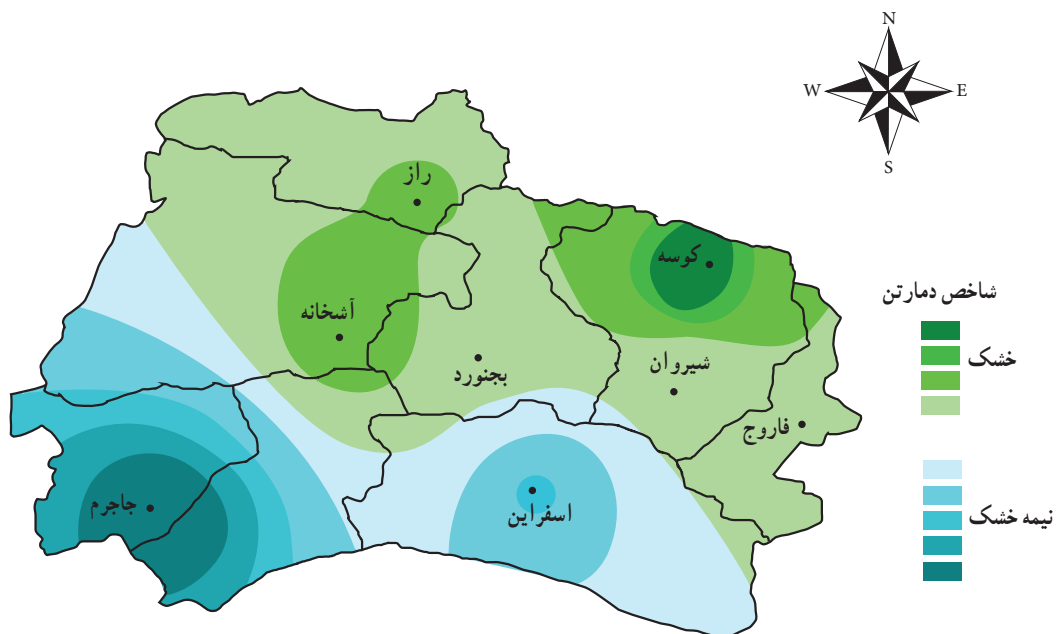 N
W
E
S
راز
کوسه
آشخانه
بجنورد
شیروان
فاروج
جاجرم
اسفراین
شاخص دمارتن
خشک
نیمه خشک